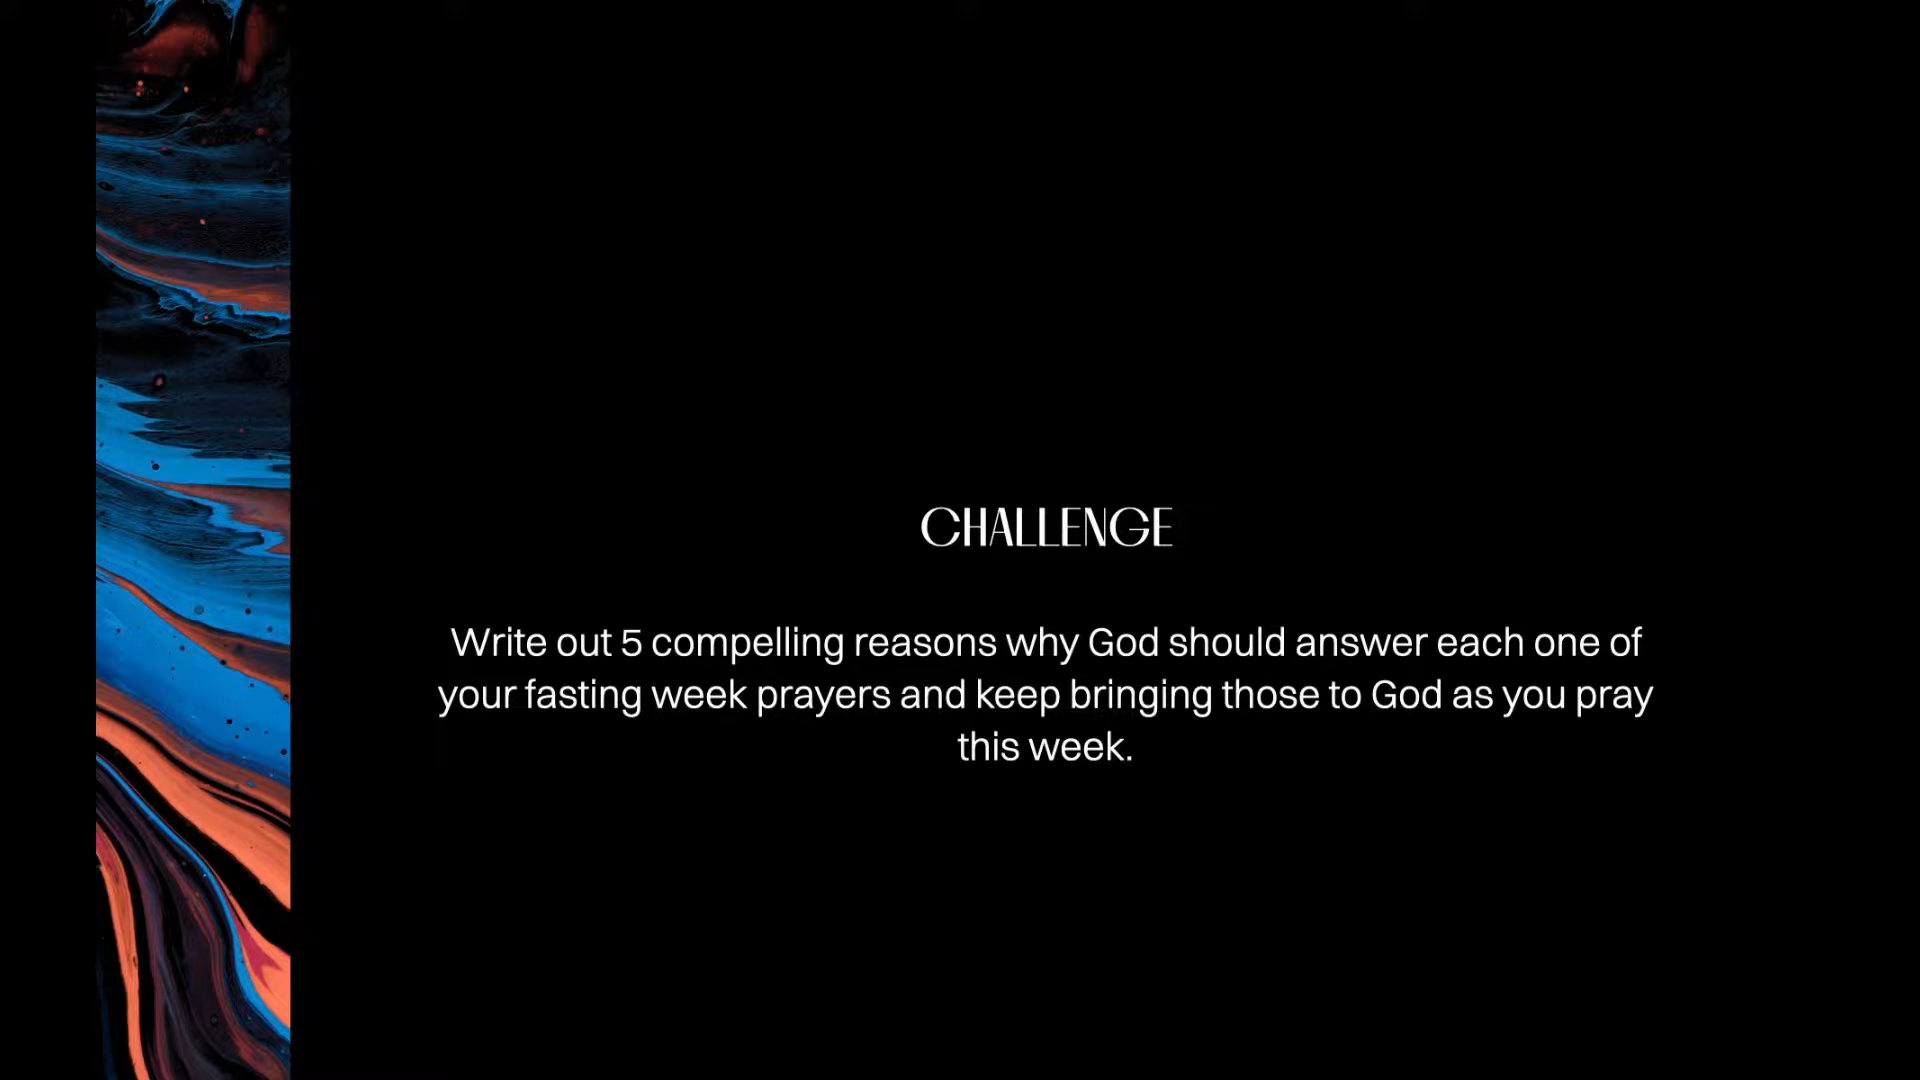 CHALLENGE
Write out 5 compelling reasons why God should answer each one of
your fasting week prayers and keep bringing those to God as you pray
this week.